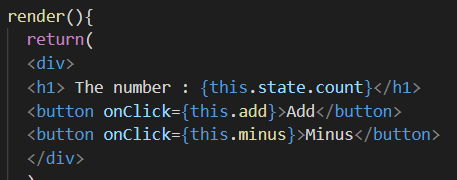 render(){
return(
<div>
<h1> The number : {this.state.count}</h1>
<button onClick={this.add}>Add</button>
<button onClick={this.minus}>Minus</button>
</div>
)